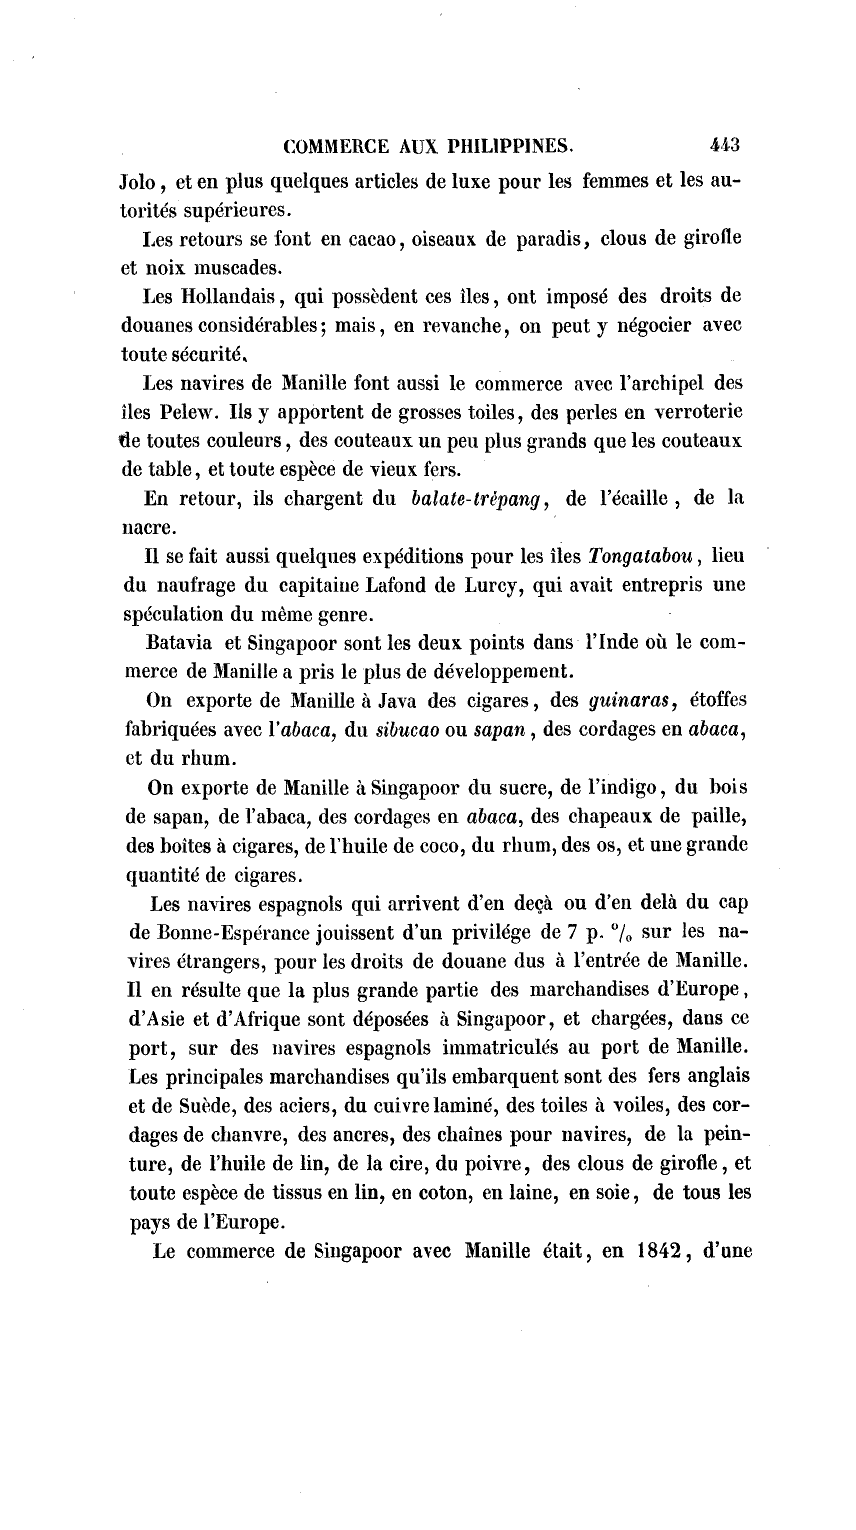 COMMERCE AUX PHILIPPINES. 443
Jolo, et en plus quelques articles de luxe pour les femmes et les au-
torités supérieures.
Les retours se font en cacao, oiseaux de paradis, clous de girofle
et noix muscades.
Les Hollandais, qui possèdent ces îles, ont imposé des droits de
douanes considérables; mais, en revanche, on peut y négocier avec
toute sécurité.
Les navires de Manille font aussi le commerce avec l'archipel des
îles Pelew. Ils y apportent de grosses toiles, des perles en verroterie
de toutes couleurs, des couteaux un peu plus grands que les couteaux
de table, et toute espèce de vieux fers.
En retour, ils chargent du balate-trépang, de l'écaille, de la
nacre.
Il se fait aussi quelques expéditions pour les îles Tongatabou, lieu
du naufrage du capitaine Lafond de Lurcy, qui avait entrepris une
spéculation du même genre.
Batavia et Singapoor sont les deux points dans l'Inde où le com-
merce de Manille a pris le plus de développement.
On exporte de Manille à Java des cigares, des guinaras, étoffes
fabriquées avec l'abaca, du sibucao ou sapan, des cordages en abaca,
et du rhum.
On exporte de Manille à Singapoor du sucre, de l'indigo, du bois
de sapan, de l'abaca, des cordages en abaca, des chapeaux de paille,
des boîtes à cigares, de l'huile de coco, du rhum, des os, et une grande
quantité de cigares.
Les navires espagnols qui arrivent d'en deçà ou d'en delà du cap
de Bonne-Espérance jouissent d'un privilége de 7 p. % sur les na-
vires étrangers, pour les droits de douane dus à l'entrée de Manille.
Il en résulte que la plus grande partie des marchandises d'Europe,
d'Asie et d'Afrique sont déposées à Singapoor, et chargées, dans ce
port, sur des navires espagnols immatriculés au port de Manille.
Les principales marchandises qu'ils embarquent sont des fers anglais
et de Suède, des aciers, du cuivre laminé, des toiles à voiles, des cor-
dages de chanvre, des ancres, des chaînes pour navires, de la pein-
ture, de l'huile de lin, de la cire, du poivre, des clous de girofle, et
toute espèce de tissus en lin, en coton, en laine, en soie, de tous les
pays de l'Europe.
Le commerce de Singapoor avec Manille était, en 1842, d'une